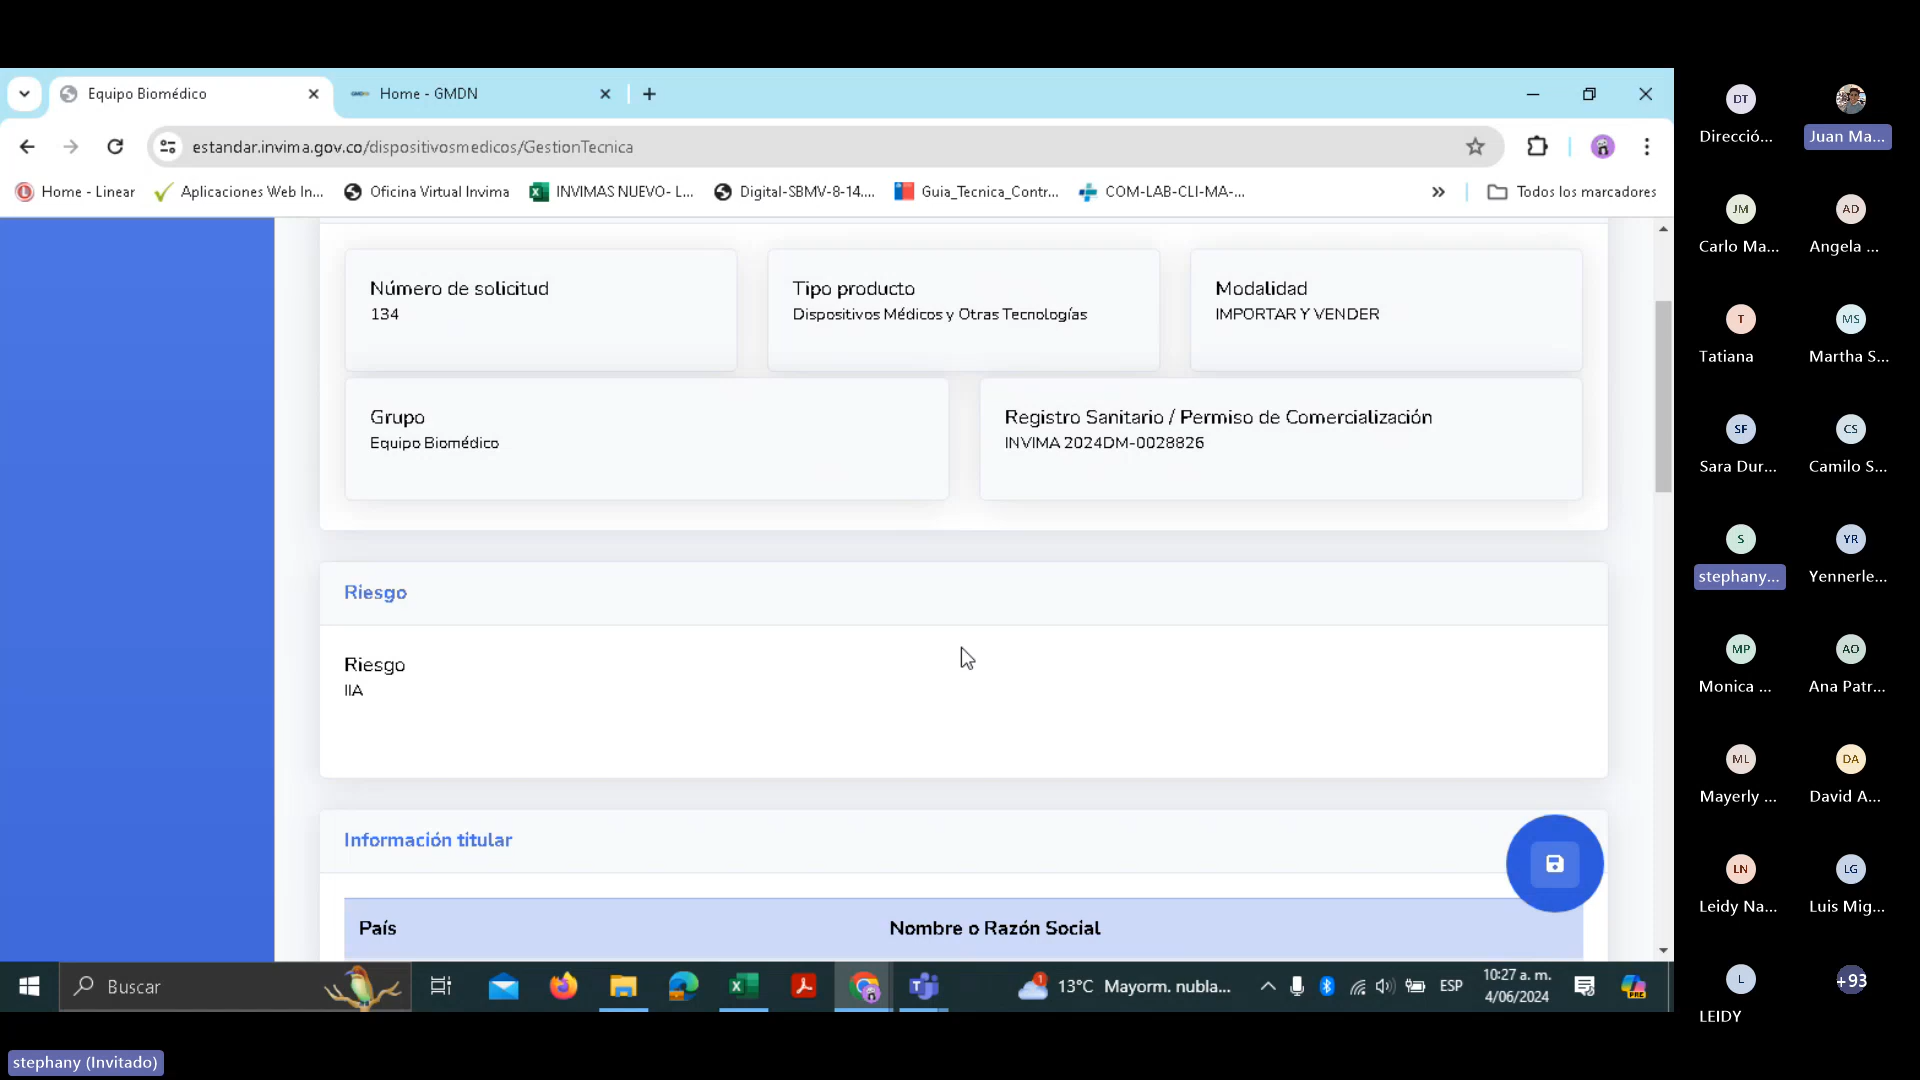 Equipo Biomédico
Home - GMDN
estandar.invima.gov.co/dispositivosmedicos/GestionTecnica
Home - Linear
Aplicaciones Web In...
Oficina Virtual Invima
INVIMAS NUEVO- L...
Digital-SBMV-8-14....
Guia_Tecnica_Contr...
COM-LAB-CLI-MA-...
»
Todos los marcadores
Número de solicitud
134
Tipo producto
Dispositivos Médicos y Otras Tecnologías
Modalidad
IMPORTAR Y VENDER
Grupo
Equipo Biomédico
Registro Sanitario / Permiso de Comercialización
INVIMA 2024DM-0028826
Riesgo
Riesgo
IIA
Información titular
País
Nombre o Razón Social
Buscar
1
13°C Mayorm. nubla...
ESP
10:27 a. m.
4/06/2024
PRE
DT
Direcció...
Juan Ma...
JM
Carlo Ma...
AD
Angela ...
T
Tatiana
MS
Martha S...
SF
Sara Dur...
CS
Camilo S...
S
stephany...
YR
Yennerle...
MP
Monica ...
AO
Ana Patr...
ML
Mayerly ...
DA
David A...
LN
Leidy Na...
LG
Luis Mig...
L
LEIDY
+93
stephany (Invitado)